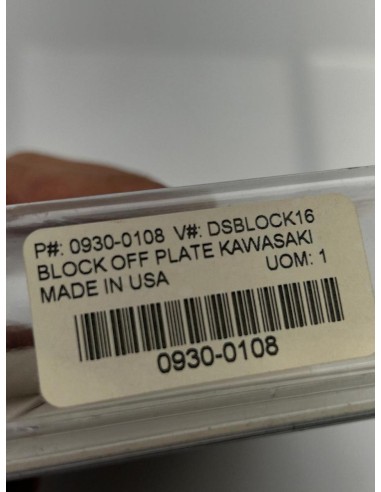 P#: 0930-0108 V#: DSBLOCK16
BLOCK OFF PLATE KAWASAKI
MADE IN USA UOM: 1
0930-0108